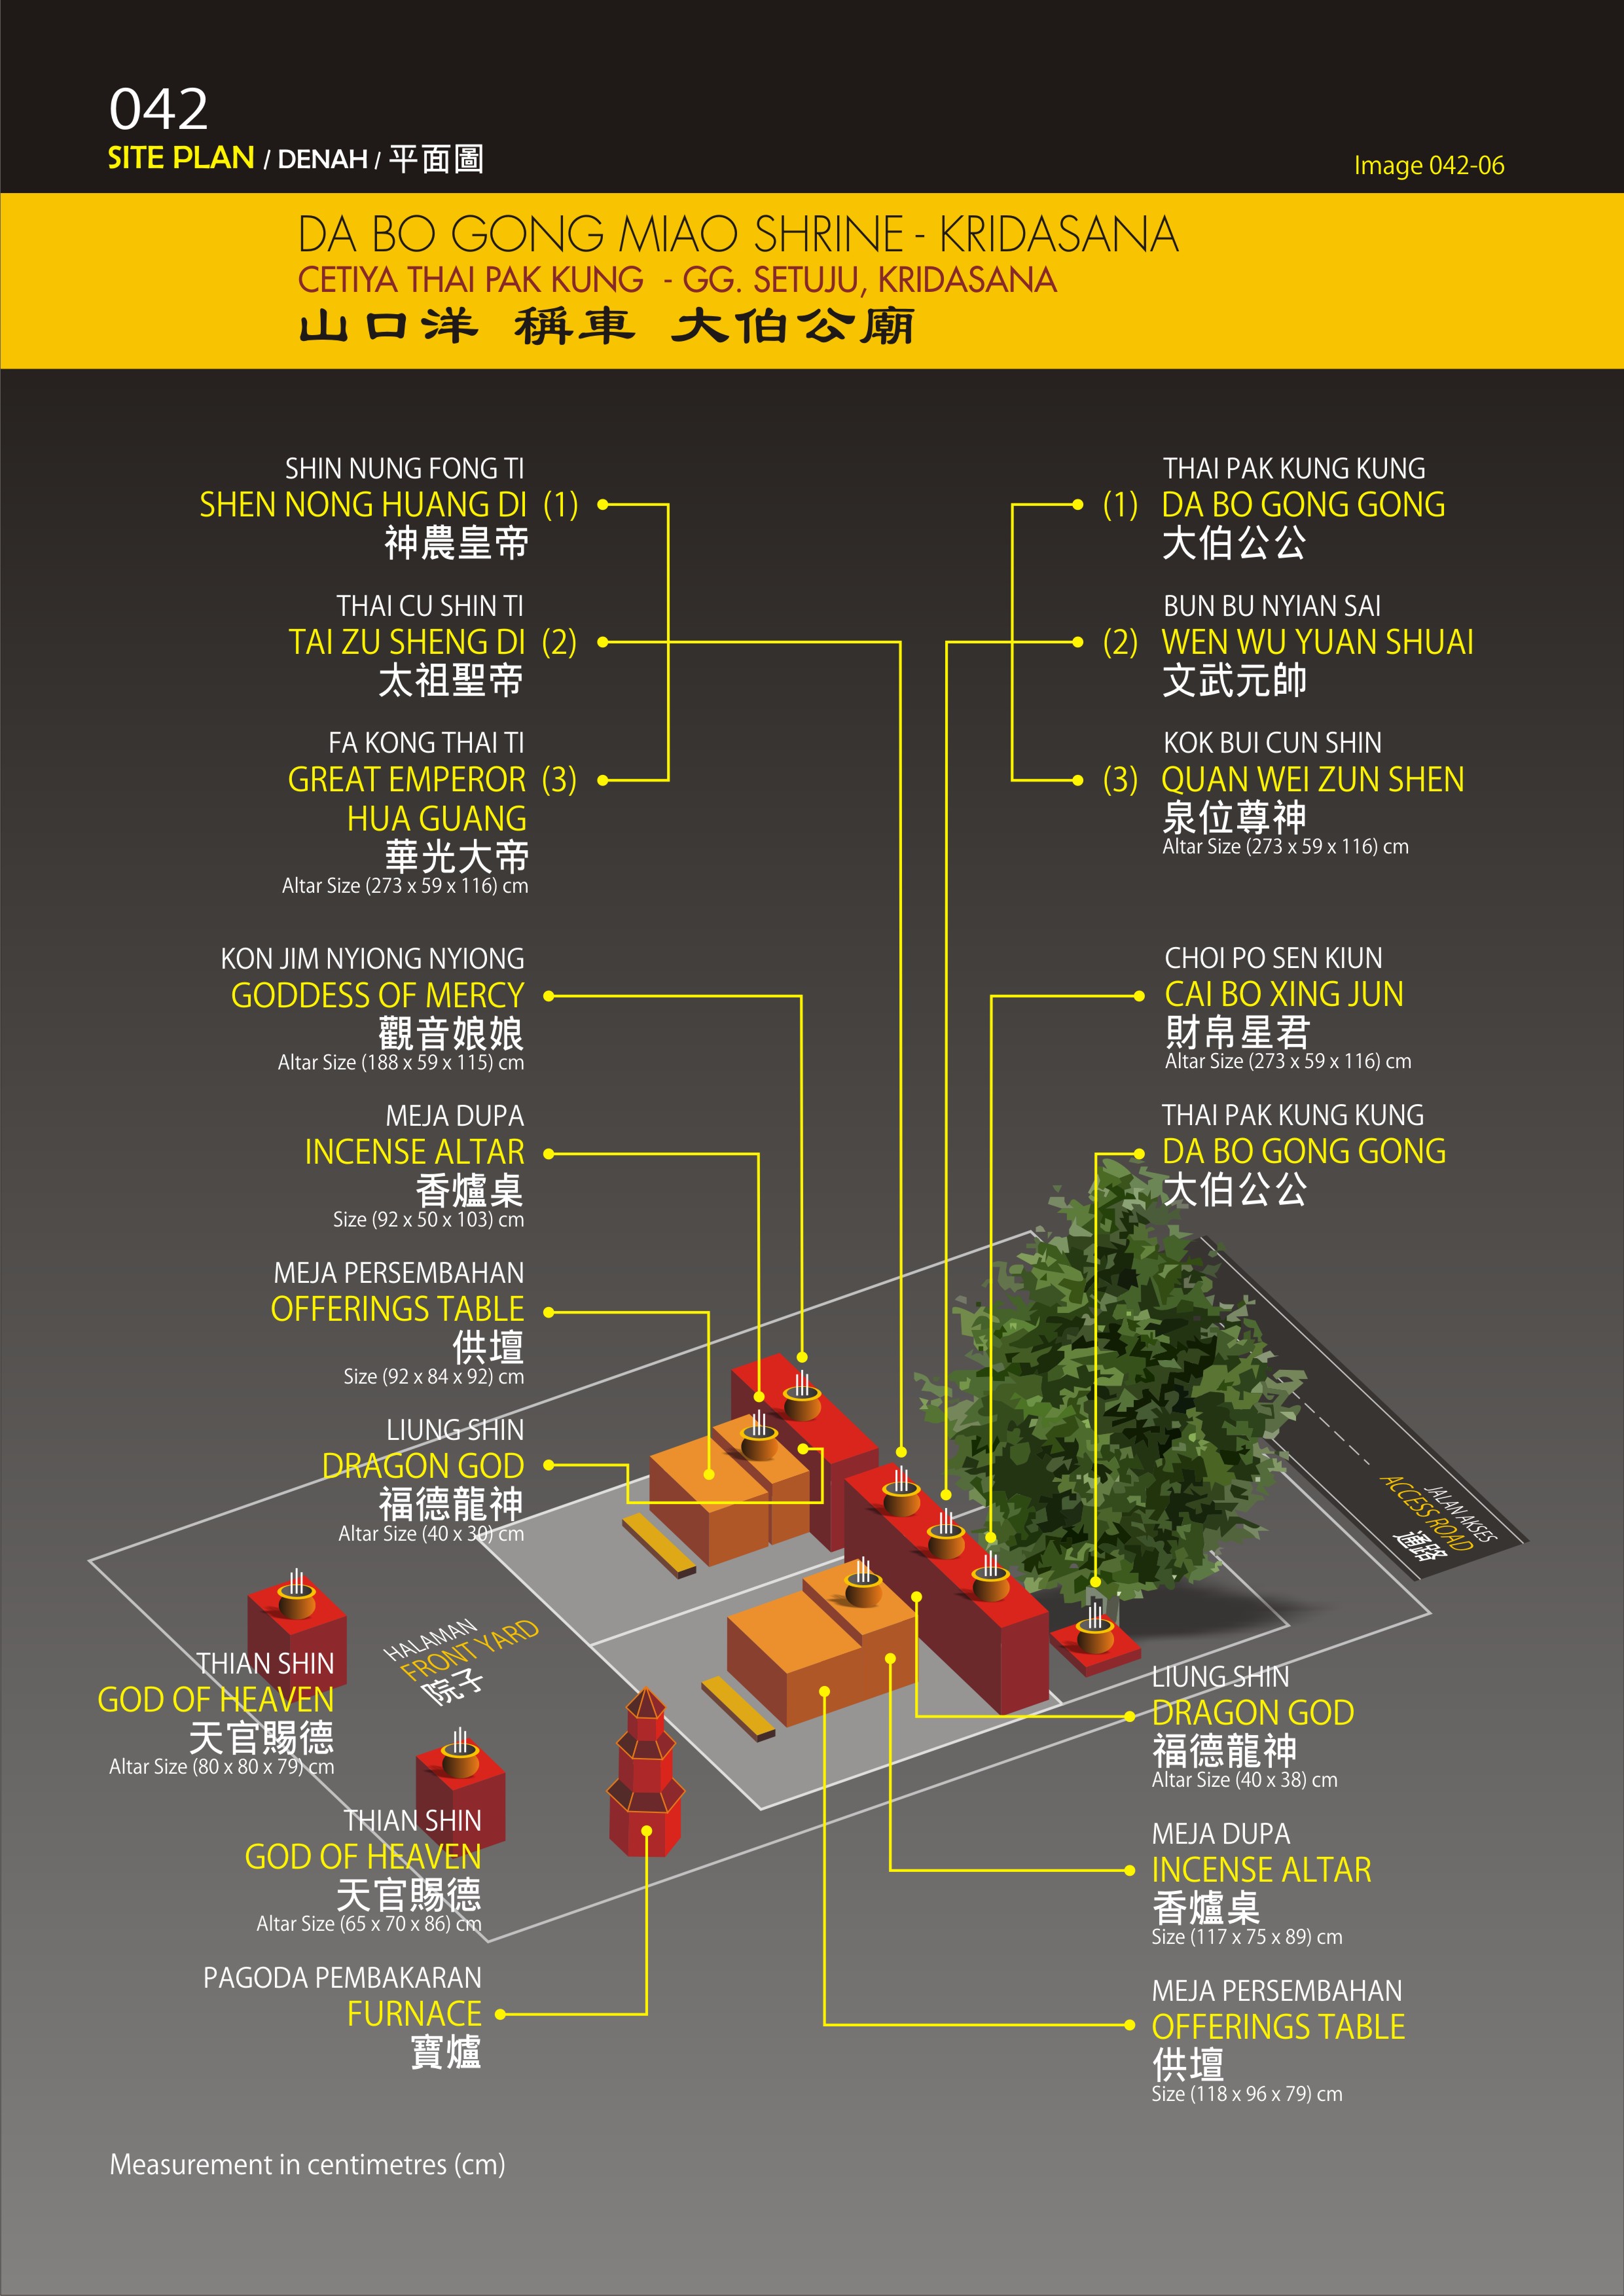 042
SITE PLAN / DENAH / 平面圖
Image 042-06
DA BO GONG MIAO SHRINE - KRIDASANA
CETIYA THAI PAK KUNG - GG. SETUJU, KRIDASANA
山口洋 稱車 大伯公廟
SHIN NUNG FONG TI
SHEN NONG HUANG DI (1)
神農皇帝
THAI CU SHIN TI
TAI ZU SHENG DI (2)
太祖聖帝
FA KONG THAI TI
GREAT EMPEROR (3)
HUA GUANG
華光大帝
Altar Size (273 x 59 x 116) cm
KON JIM NYIONG NYIONG
GODDESS OF MERCY
觀音娘娘
Altar Size (188 x 59 x 115) cm
MEJA DUPA
INCENSE ALTAR
香爐桌
Size (92 x 50 x 103) cm
MEJA PERSEMBAHAN
OFFERINGS TABLE
供壇
Size (92 x 84 x 92) cm
LIUNG SHIN
DRAGON GOD
福德龍神
Altar Size (40 x 30) cm
THIAN SHIN
GOD OF HEAVEN
天官賜德
Altar Size (80 x 80 x 79) cm
THIAN SHIN
GOD OF HEAVEN
天官賜德
Altar Size (65 x 70 x 86) cm
PAGODA PEMBAKARAN
FURNACE
寶爐
THAI PAK KUNG KUNG
(1) DA BO GONG GONG
大伯公公
BUN BU NYIAN SAI
(2) WEN WU YUAN SHUAI
文武元帥
KOK BUI CUN SHIN
(3) QUAN WEI ZUN SHEN
泉位尊神
Altar Size (273 x 59 x 116) cm
CHOI PO SEN KIUN
CAI BO XING JUN
財帛星君
Altar Size (273 x 59 x 116) cm
THAI PAK KUNG KUNG
DA BO GONG GONG
大伯公公
JALAN AKSES
ACCESS ROAD
通路
HALAMAN
FRONT YARD
院子
LIUNG SHIN
DRAGON GOD
福德龍神
Altar Size (40 x 38) cm
MEJA DUPA
INCENSE ALTAR
香爐桌
Size (117 x 75 x 89) cm
MEJA PERSEMBAHAN
OFFERINGS TABLE
供壇
Size (118 x 96 x 79) cm
Measurement in centimetres (cm)